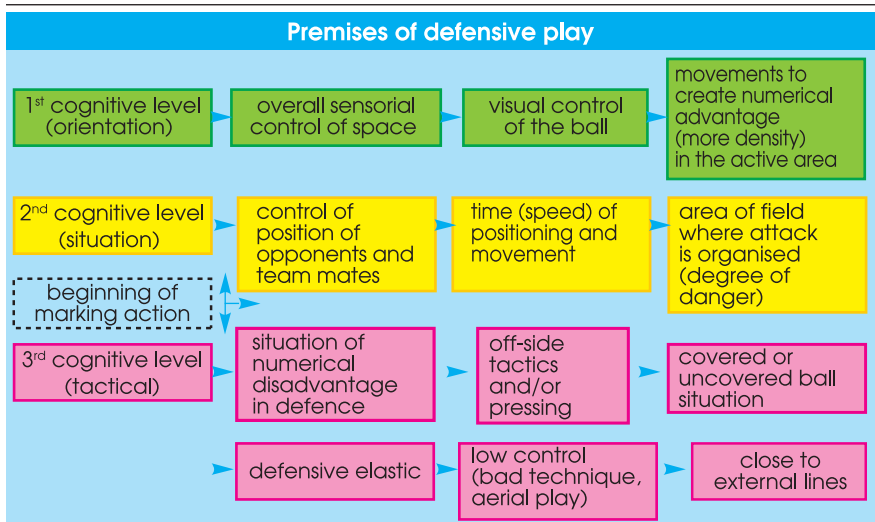 Premises of defensive play
1st cognitive level
(orientation)
overall sensorial
control of space
visual control
of the ball
movements to
create numerical
advantage
(more density)
in the active area
2nd cognitive level
(situation)
control of
position of
opponents and
team mates
time (speed) of
positioning and
movement
area of field
where attack
is organised
(degree of
danger)
beginning of
marking action
3rd cognitive level
(tactical)
situation of
numerical
disadvantage
in defence
off-side
tactics
and/or
pressing
covered or
uncovered ball
situation
defensive elastic
low control
(bad technique,
aerial play)
close to
external lines